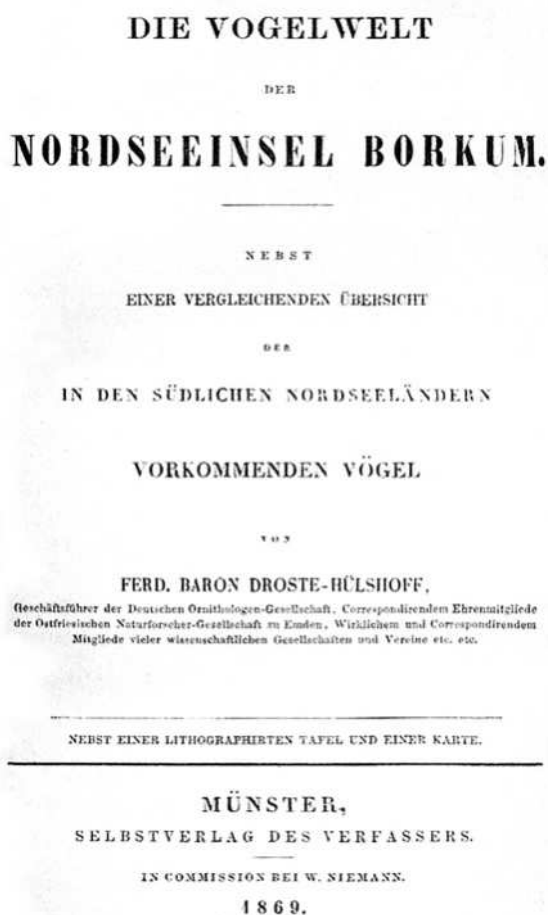 DIE VOGELWELT
DER
NORDSEEINSEL BORKUM.
NEBST
EINER VERGLEICHENDEN ÜBERSICHT
DER
IN DEN SÜDLICHEN NORDSEELÄNDERN
VORKOMMENDEN VÖGEL
VON
FERD. BARON DROSTE-HÜLSHOFF,
Geschäftsführer der Deutschen Ornithologen-Gesellschaft, Correspondirendem Ehrenmitgliede
der Ostfriesischen Naturforscher-Gesellschaft zu Emden, Wirklichem und Correspondirendem
Mitgliede vieler wissenschaftlichen Gesellschaften und Vereine etc. etc.
NEBST EINER LITHOGRAPHIRTEN TAFEL UND EINER KARTE.
MÜNSTER,
SELBSTVERLAG DES VERFASSERS.
IN COMMISSION BEI W. NIEMANN.
1869.